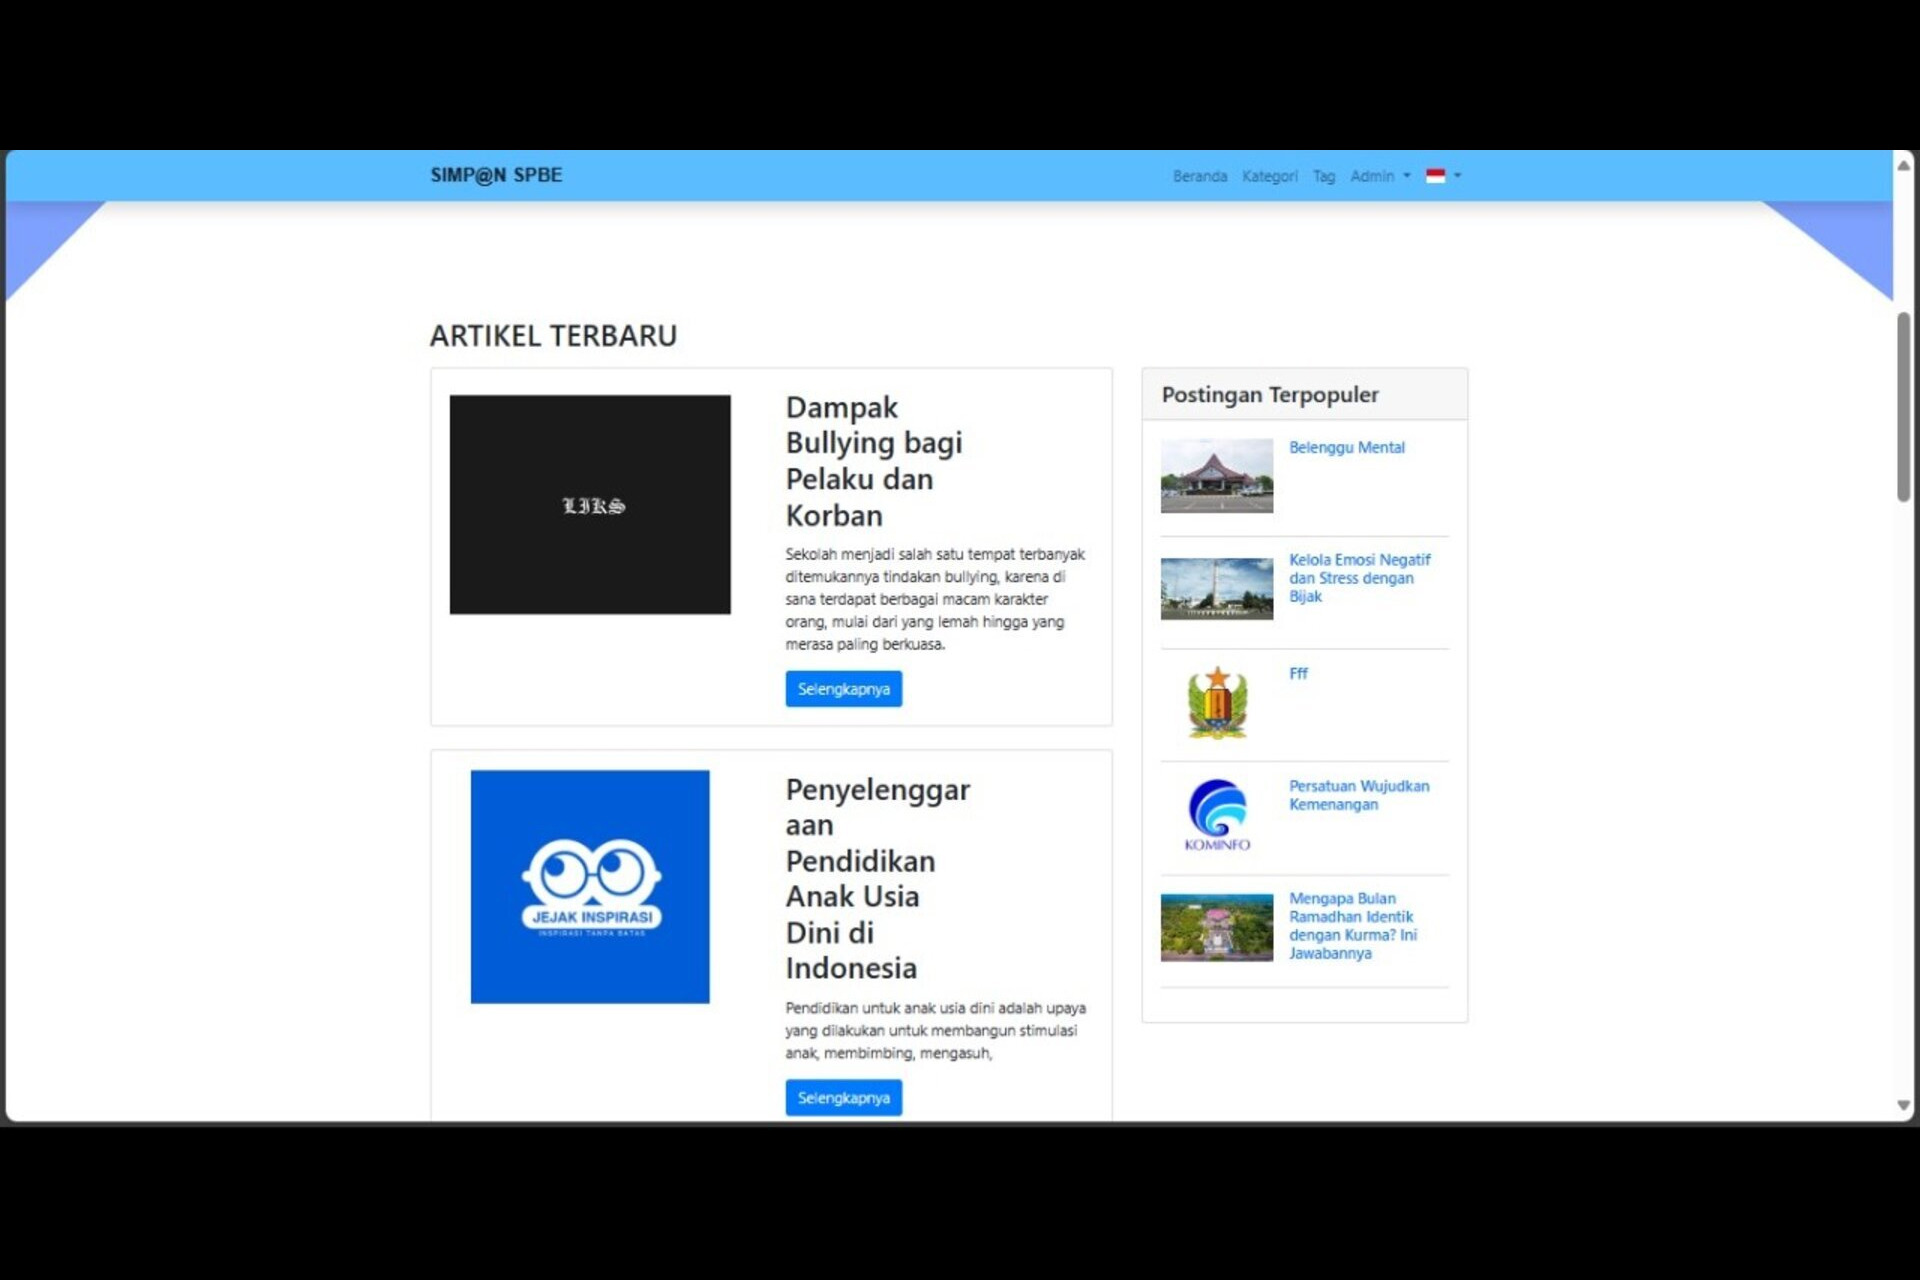 SIMP@N SPBE
Beranda Kategori Tag Admin
ARTIKEL TERBARU
LIKS
Dampak
Bullying bagi
Pelaku dan
Korban
Sekolah menjadi salah satu tempat terbanyak
ditemukannya tindakan bullying, karena di
sana terdapat berbagai macam karakter
orang, mulai dari yang lemah hingga yang
merasa paling berkuasa.
Selengkapnya
JEJAK INSPIRASI
INSPIRASI TANPA BATAS
Penyelenggar
aan
Pendidikan
Anak Usia
Dini di
Indonesia
Pendidikan untuk anak usia dini adalah upaya
yang dilakukan untuk membangun stimulasi
anak, membimbing, mengasuh,
Selengkapnya
Postingan Terpopuler
Belenggu Mental
Kelola Emosi Negatif
dan Stress dengan
Bijak
Fff
KOMINFO
Persatuan Wujudkan
Kemenangan
Mengapa Bulan
Ramadhan Identik
dengan Kurma? Ini
Jawabannya